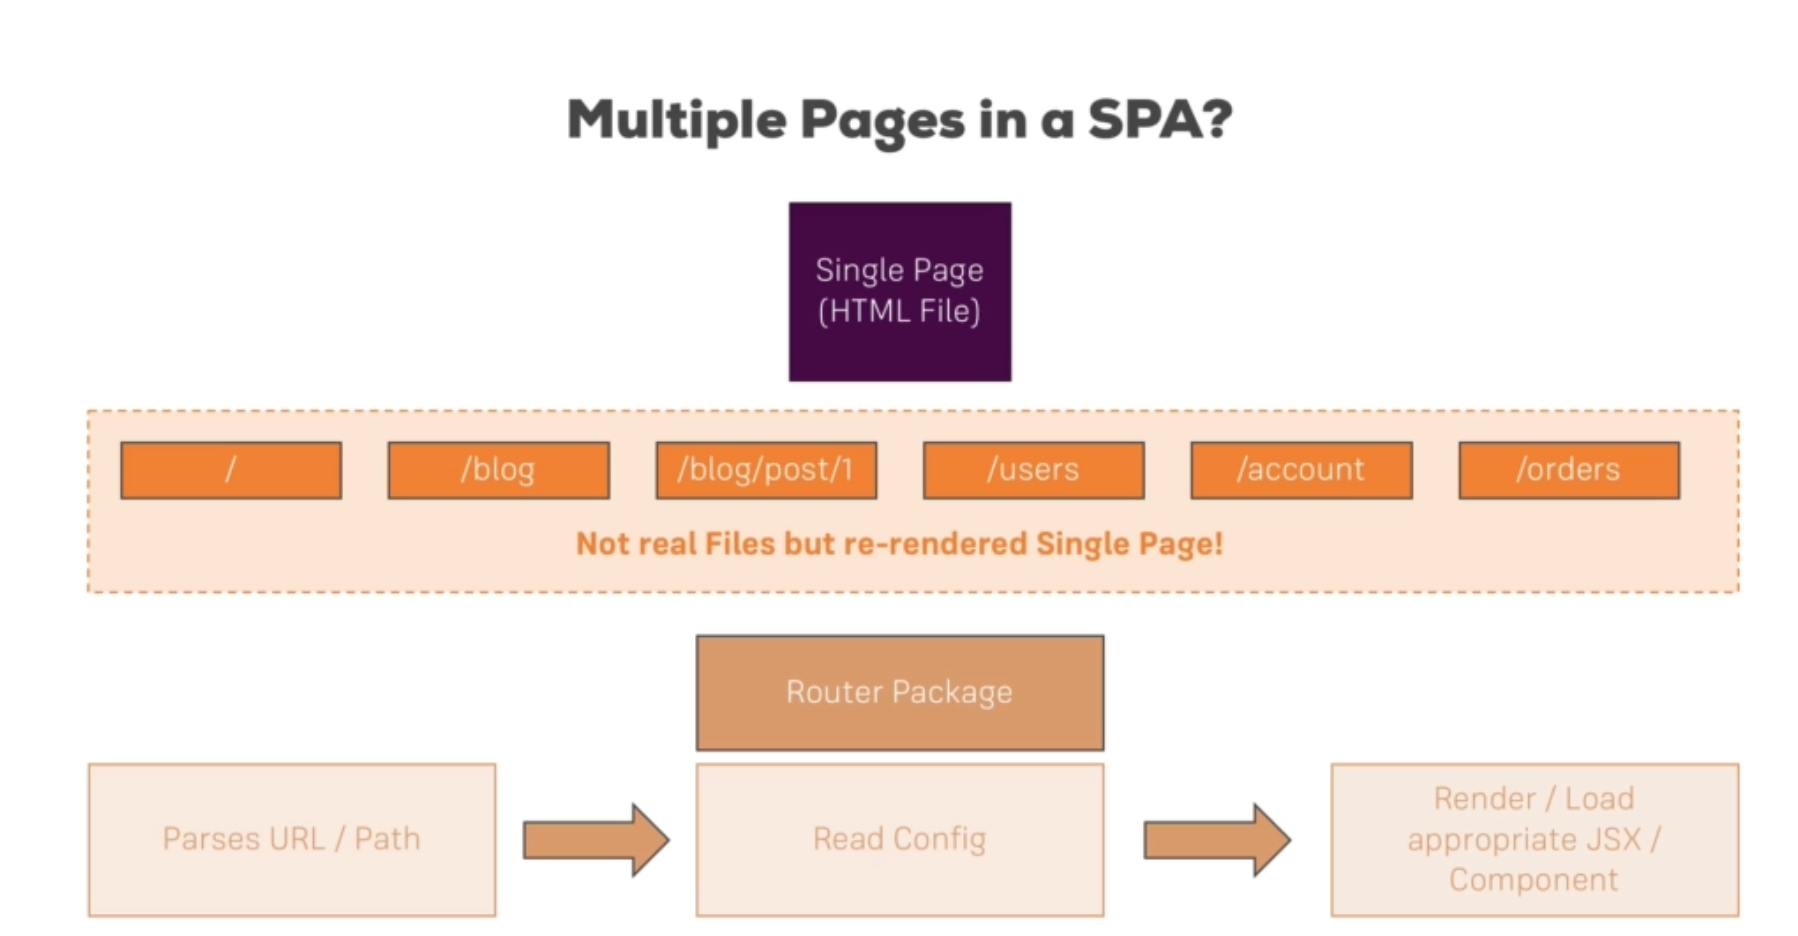 Multiple Pages in a SPA?
Single Page
(HTML File)
/
/blog
/blog/post/1
/users
/account
/orders
Not real Files but re-rendered Single Page!
Router Package
Parses URL / Path
Read Config
Render / Load
appropriate JSX /
Component